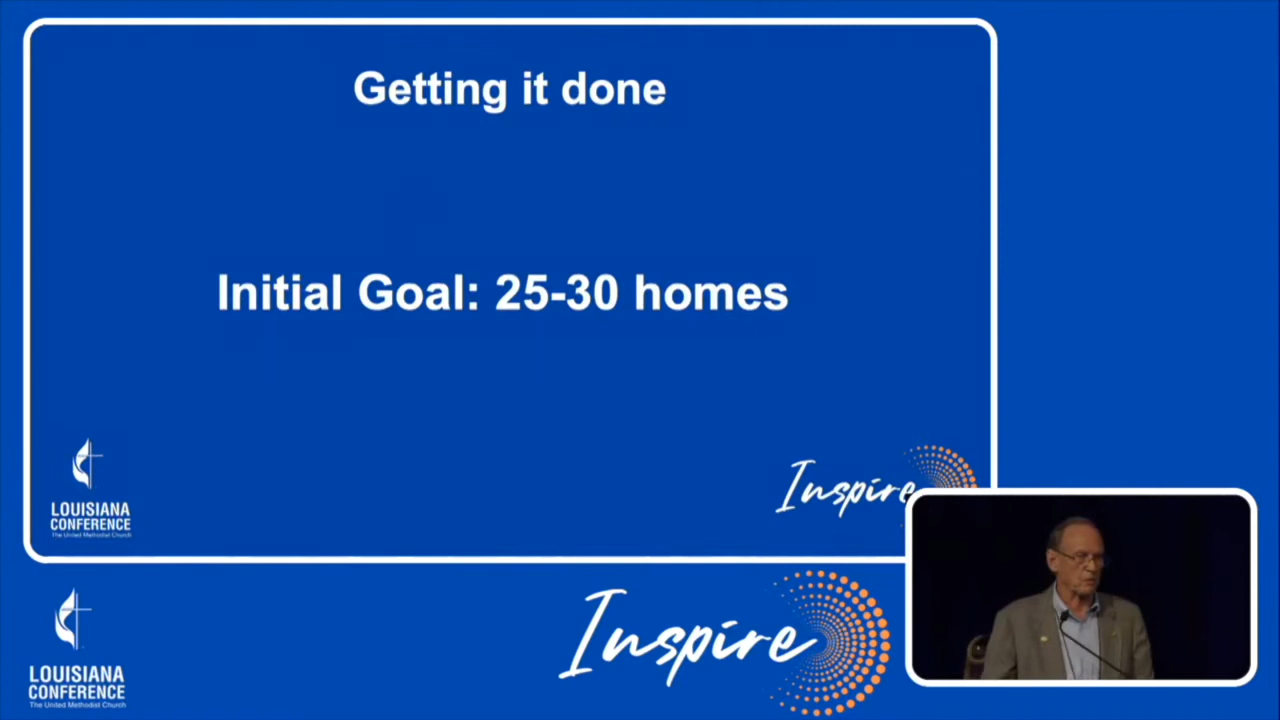 Getting it done
Initial Goal: 25-30 homes
LOUISIANA
CONFERENCE
The United Methodist Church
Inspire
LOUISIANA
CONFERENCE
The United Methodist Church
Inspire